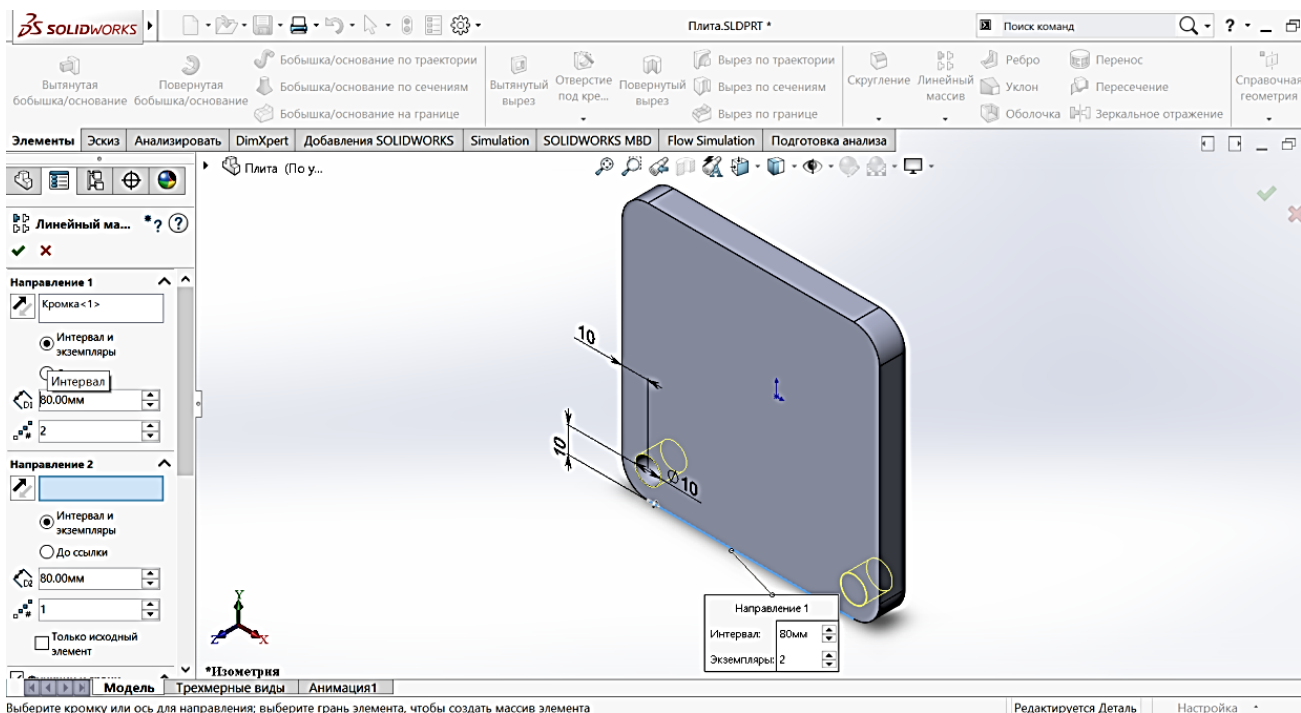 SOLIDWORKS
Плита.SLDPRT *
Поиск команд
Вытянутая бобышка/основание
Повернутая бобышка/основание
Бобышка/основание по траектории
Бобышка/основание по сечениям
Бобышка/основание на границе
Вытянутый вырез
Отверстие под кре...
Повернутый вырез
Вырез по траектории
Вырез по сечениям
Вырез по границе
Скругление
Линейный массив
Ребро
Уклон
Оболочка
Перенос
Пересечение
Зеркальное отражение
Справочная геометрия
Элементы Эскиз Анализировать DimXpert Добавления SOLIDWORKS Simulation SOLIDWORKS MBD Flow Simulation Подготовка анализа
Плита (По у...
Линейный ма...
Направление 1
Кромка<1>
Интервал и
экземпляры
Интервал
D1 80.00мм
# 2
Направление 2
Интервал и
экземпляры
До ссылки
D2 80.00мм
# 1
Только исходный
элемент
10
10
Ø10
Направление 1
Интервал: 80мм
Экземпляры: 2
Y
Z X
*Изометрия
Модель Трехмерные виды Анимация1
Выберите кромку или ось для направления; выберите грань элемента, чтобы создать массив элемента
Редактируется Деталь
Настройка